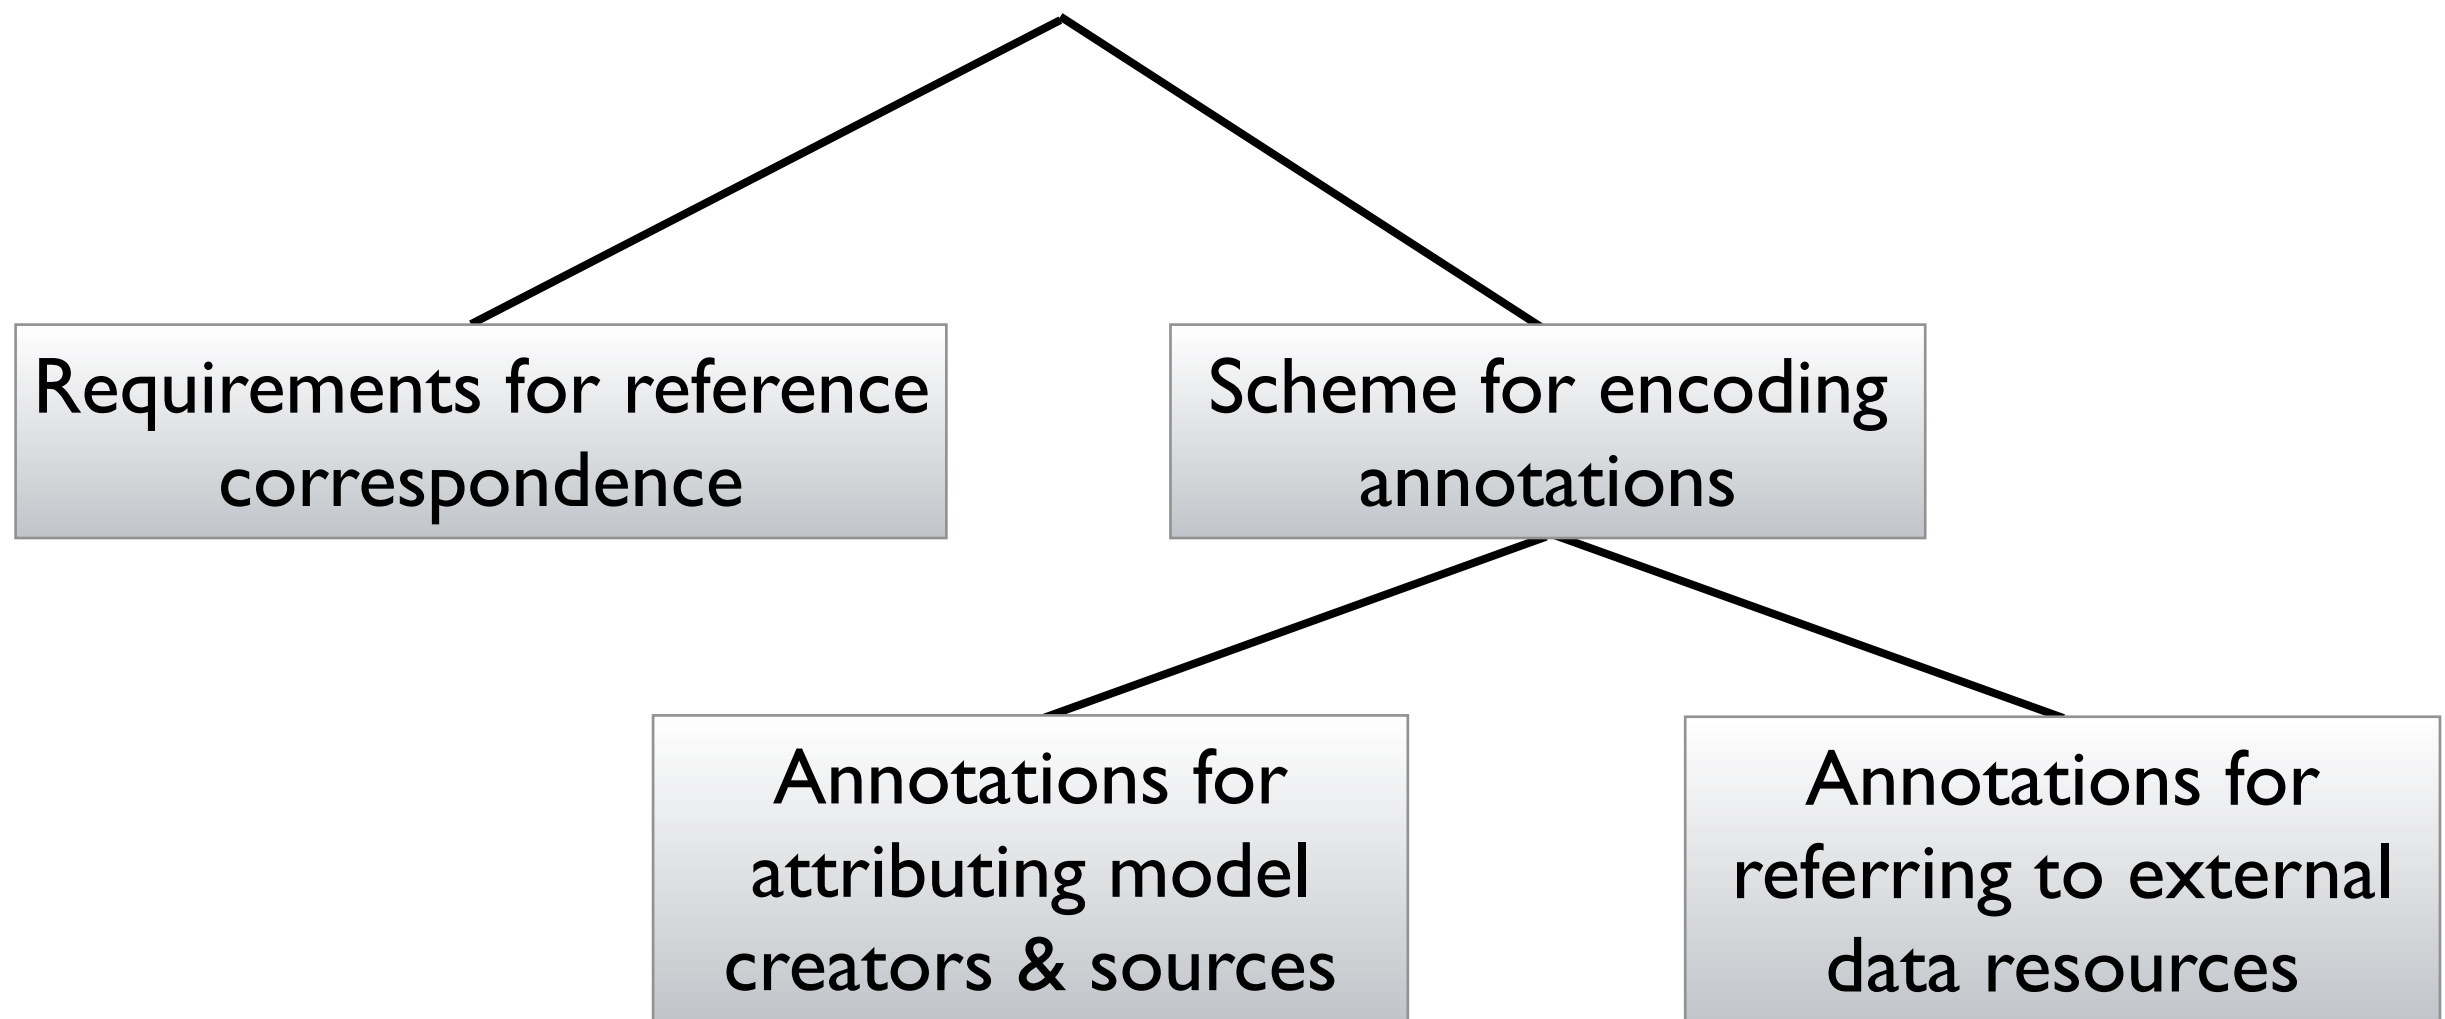 Requirements for reference
correspondence
Scheme for encoding
annotations
Annotations for
attributing model
creators & sources
Annotations for
referring to external
data resources